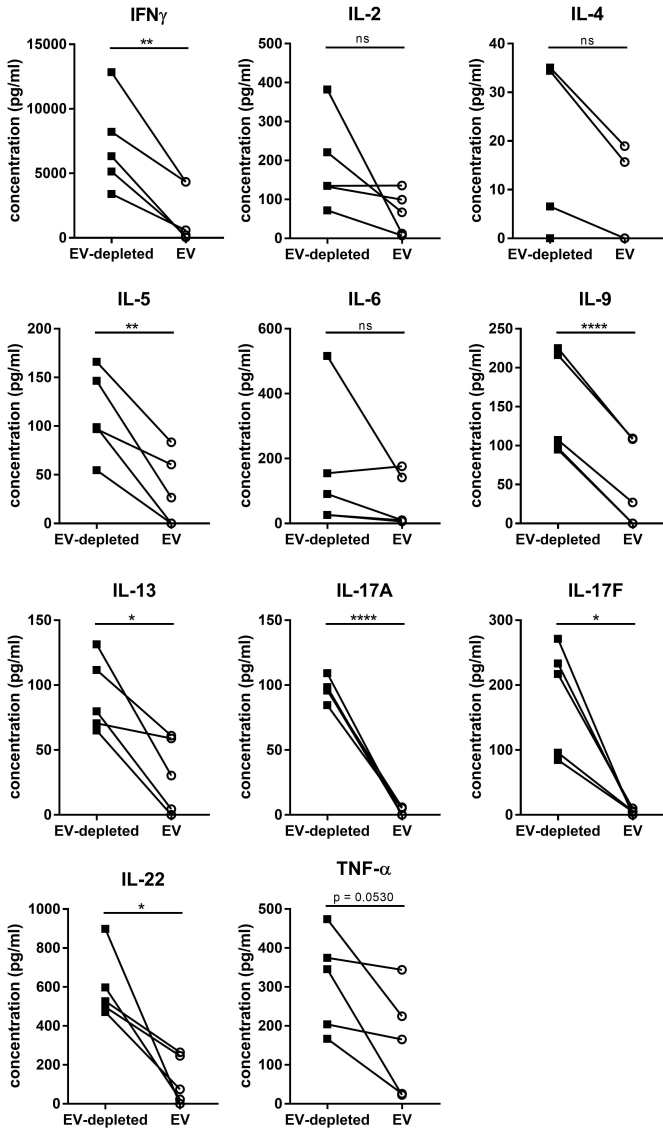 IFNγ
**
15000
10000
5000
0
concentration (pg/ml)
EV-depleted EV
IL-2
ns
500
400
300
200
100
0
concentration (pg/ml)
EV-depleted EV
IL-4
ns
40
30
20
10
0
concentration (pg/ml)
EV-depleted EV
IL-5
**
200
150
100
50
0
concentration (pg/ml)
EV-depleted EV
IL-6
ns
600
400
200
0
concentration (pg/ml)
EV-depleted EV
IL-9
****
250
200
150
100
50
0
concentration (pg/ml)
EV-depleted EV
IL-13
*
150
100
50
0
concentration (pg/ml)
EV-depleted EV
IL-17A
****
150
100
50
0
concentration (pg/ml)
EV-depleted EV
IL-17F
*
300
200
100
0
concentration (pg/ml)
EV-depleted EV
IL-22
*
1000
800
600
400
200
0
concentration (pg/ml)
EV-depleted EV
TNF-α
p = 0.0530
500
400
300
200
100
0
concentration (pg/ml)
EV-depleted EV